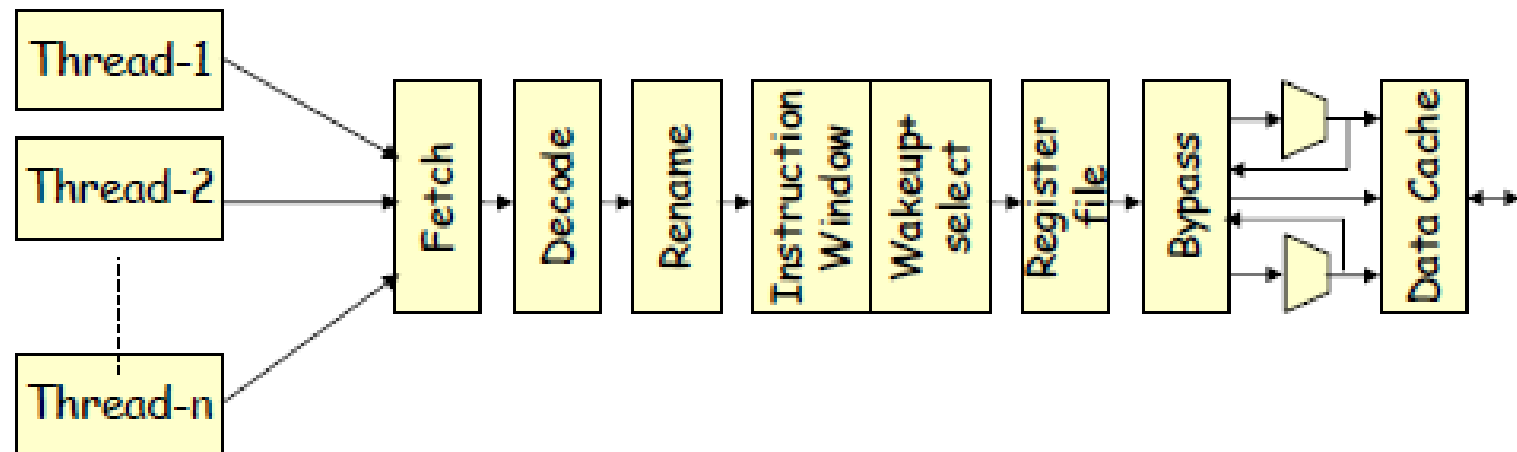 Thread-1
Thread-2
Thread-n
Fetch
Decode
Rename
Instruction
Window
Wakeup+
select
Register
file
Bypass
Data Cache